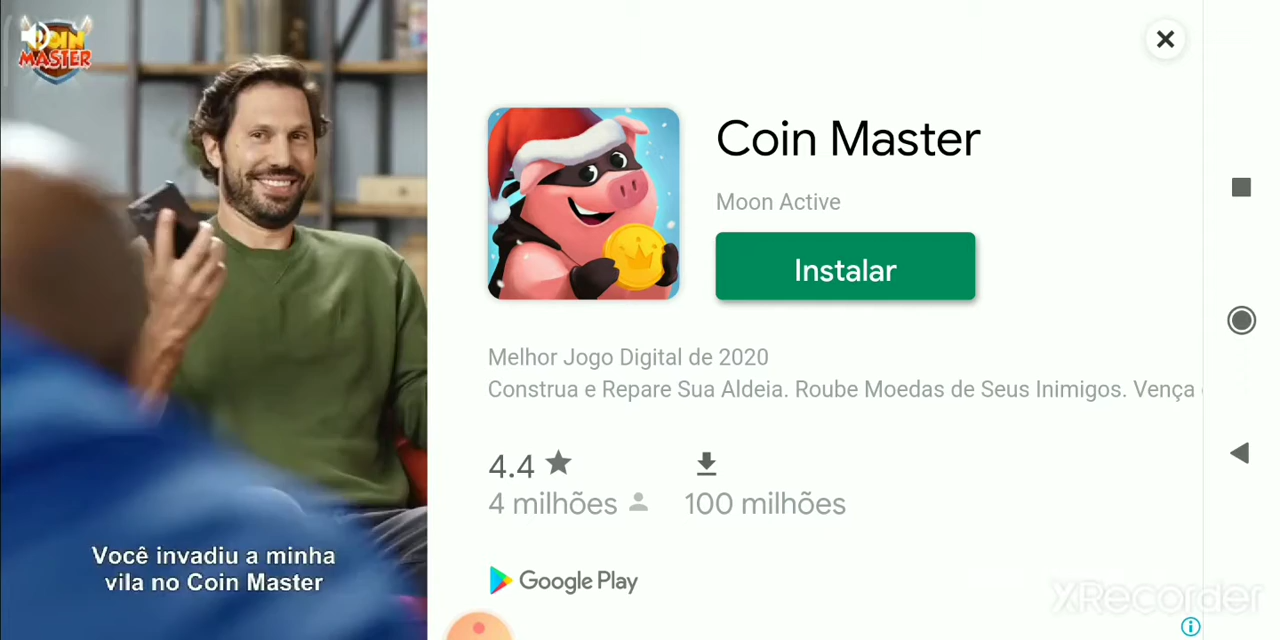 COIN
MASTER
Coin Master
Moon Active
Instalar
Melhor Jogo Digital de 2020
Construa e Repare Sua Aldeia. Roube Moedas de Seus Inimigos. Vença
4.4
4 milhões
100 milhões
Você invadiu a minha
vila no Coin Master
Google Play
XRecorder